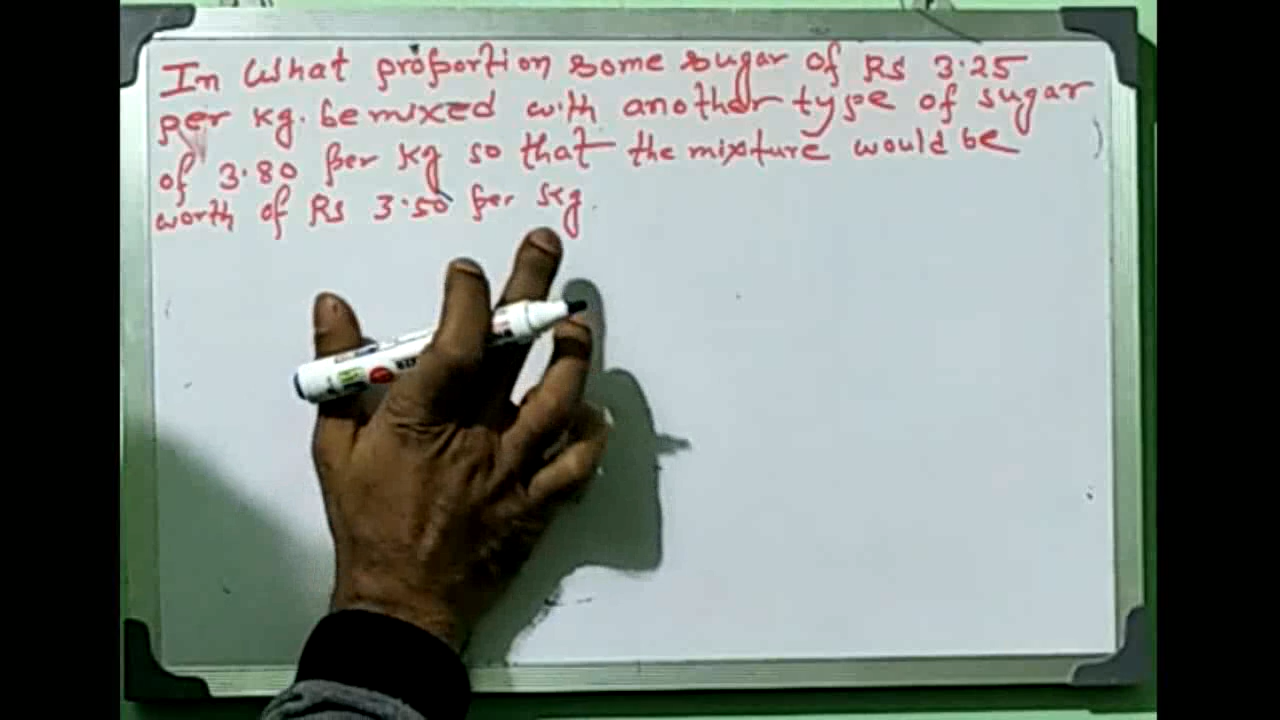 In What proportion some sugar of Rs 3.25
per kg. be mixed with another type of sugar
of 3.80 per kg so that the mixture would be
worth of Rs 3.50 per kg